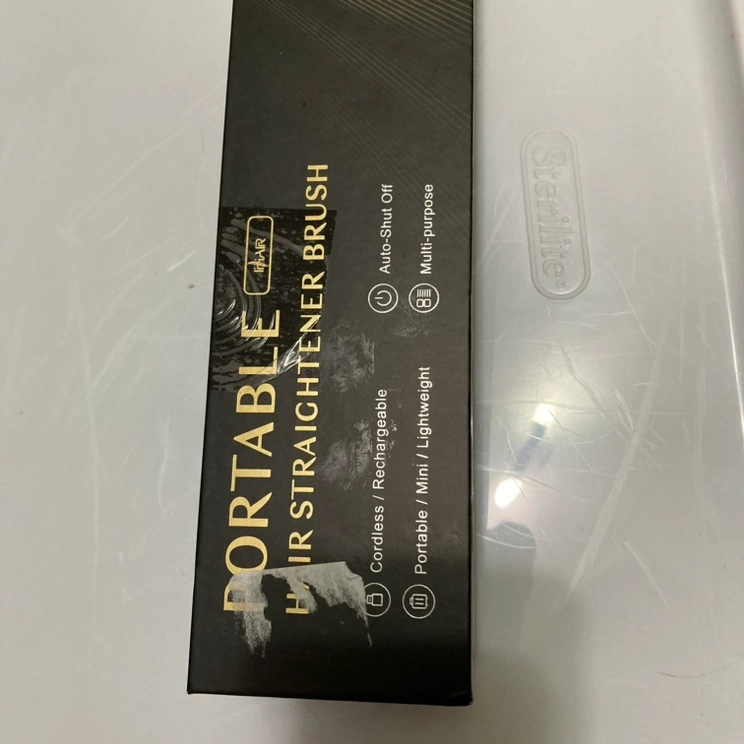 PORTABLE
HAIR STRAIGHTENER BRUSH
Cordless / Rechargeable
Auto-Shut Off
Portable / Mini / Lightweight
Multi-purpose
Sterilite®